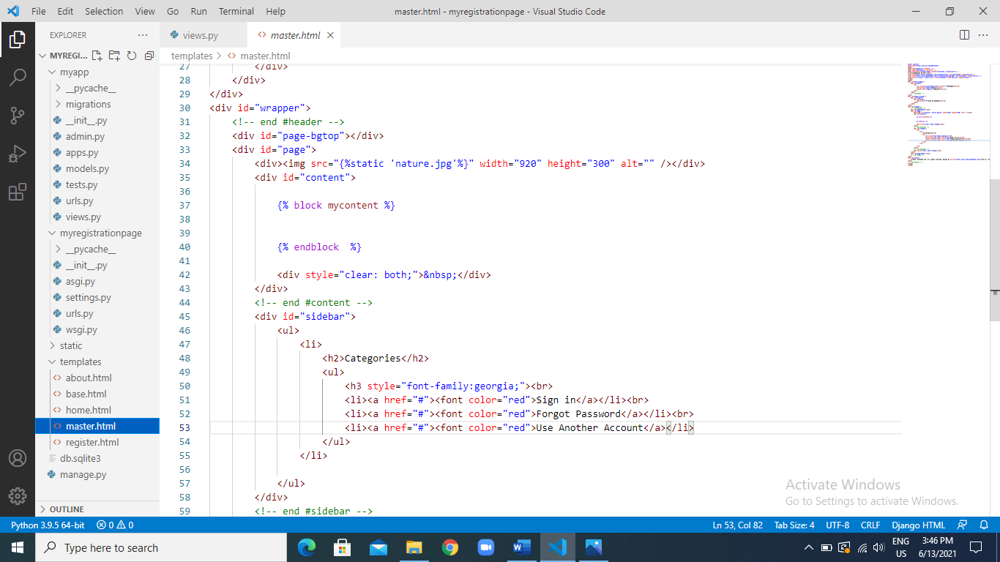 File Edit Selection View Go Run Terminal Help master.html - myregistrationpage - Visual Studio Code
EXPLORER
views.py
master.html
MYREGI...
templates > master.html
myapp
__pycache__
migrations
__init__.py
admin.py
apps.py
models.py
tests.py
urls.py
views.py
myregistrationpage
__pycache__
__init__.py
asgi.py
settings.py
urls.py
wsgi.py
static
templates
about.html
base.html
home.html
master.html
register.html
db.sqlite3
manage.py
OUTLINE
27 </div>
28 </div>
29 </div>
30 <div id="wrapper">
31 <!-- end #header -->
32 <div id="page-bgtop"></div>
33 <div id="page">
34 <div><img src="{%static 'nature.jpg'%}" width="920" height="300" alt="" /></div>
35 <div id="content">
36
37 {% block mycontent %}
38
39
40 {% endblock  %}
41
42 <div style="clear: both;">&nbsp;</div>
43 </div>
44 <!-- end #content -->
45 <div id="sidebar">
46 <ul>
47 <li>
48 <h2>Categories</h2>
49 <ul>
50 <h3 style="font-family:georgia;"><br>
51 <li><a href="#"><font color="red">Sign in</a></li><br>
52 <li><a href="#"><font color="red">Forgot Password</a></li><br>
53 <li><a href="#"><font color="red">Use Another Account</a></li>
54 </ul>
55 </li>
56
57 </ul>
58 </div>
59 <!-- end #sidebar -->
Activate Windows
Go to Settings to activate Windows.
Python 3.9.5 64-bit 0 0 Ln 53, Col 82 Tab Size: 4 UTF-8 CRLF Django HTML
Type here to search
ENG
US
3:46 PM
6/13/2021